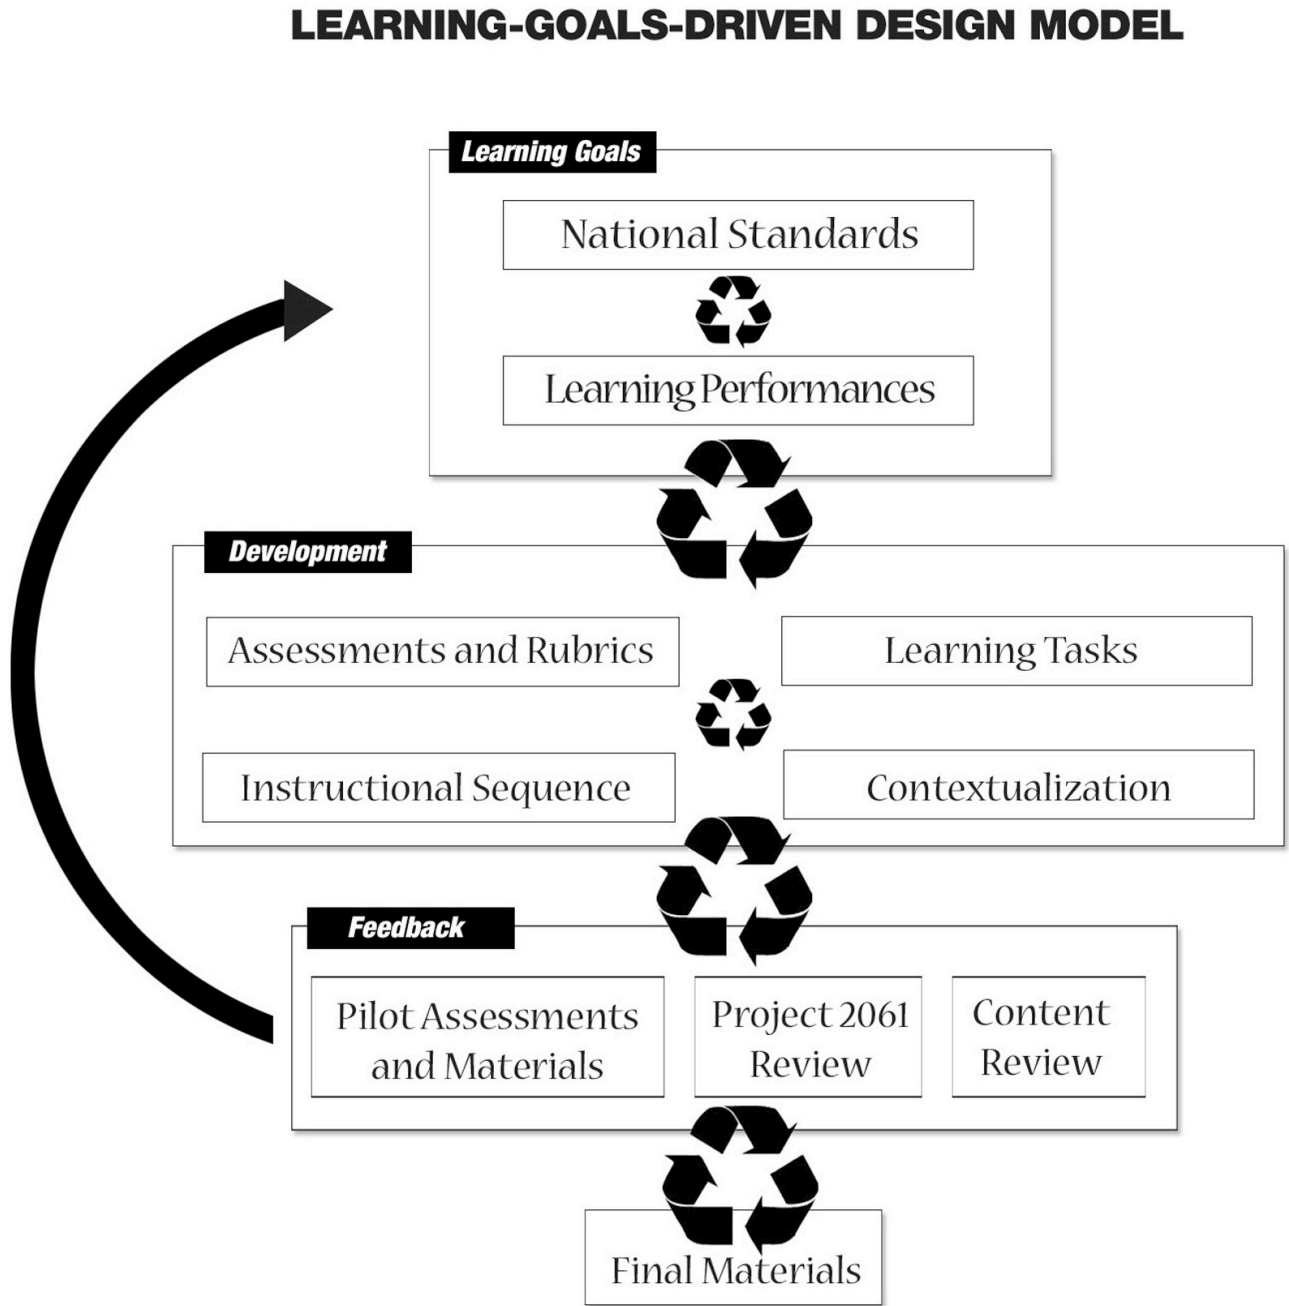 LEARNING-GOALS-DRIVEN DESIGN MODEL
Learning Goals
National Standards
Learning Performances
Development
Assessments and Rubrics
Learning Tasks
Instructional Sequence
Contextualization
Feedback
Pilot Assessments
and Materials
Project 2061
Review
Content
Review
Final Materials